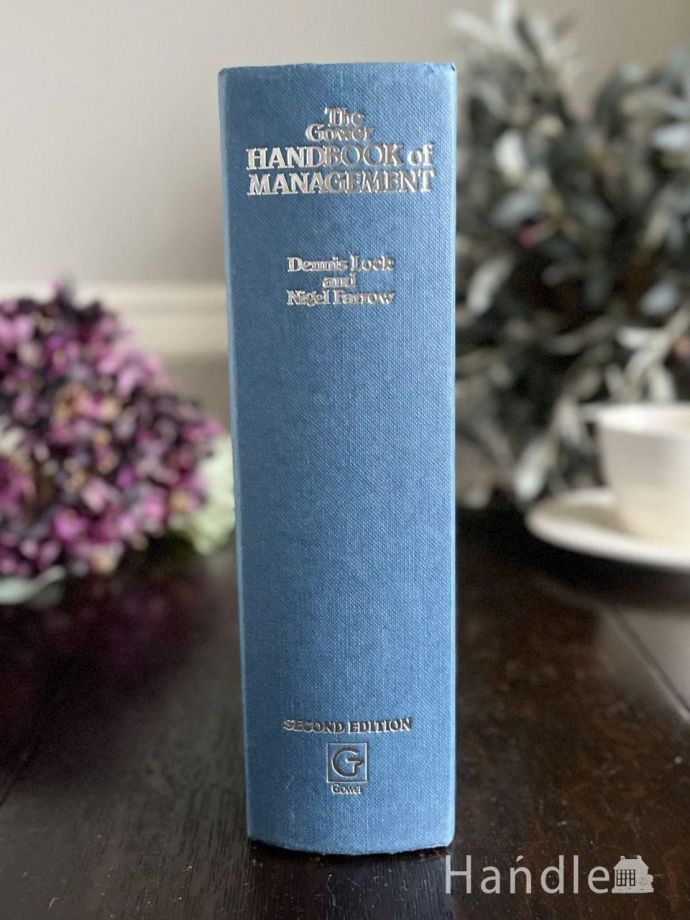 The
Gower
HANDBOOK of
MANAGEMENT
Dennis Lock
and
Nigel Farrow
SECOND EDITION
G
Gower
Handle